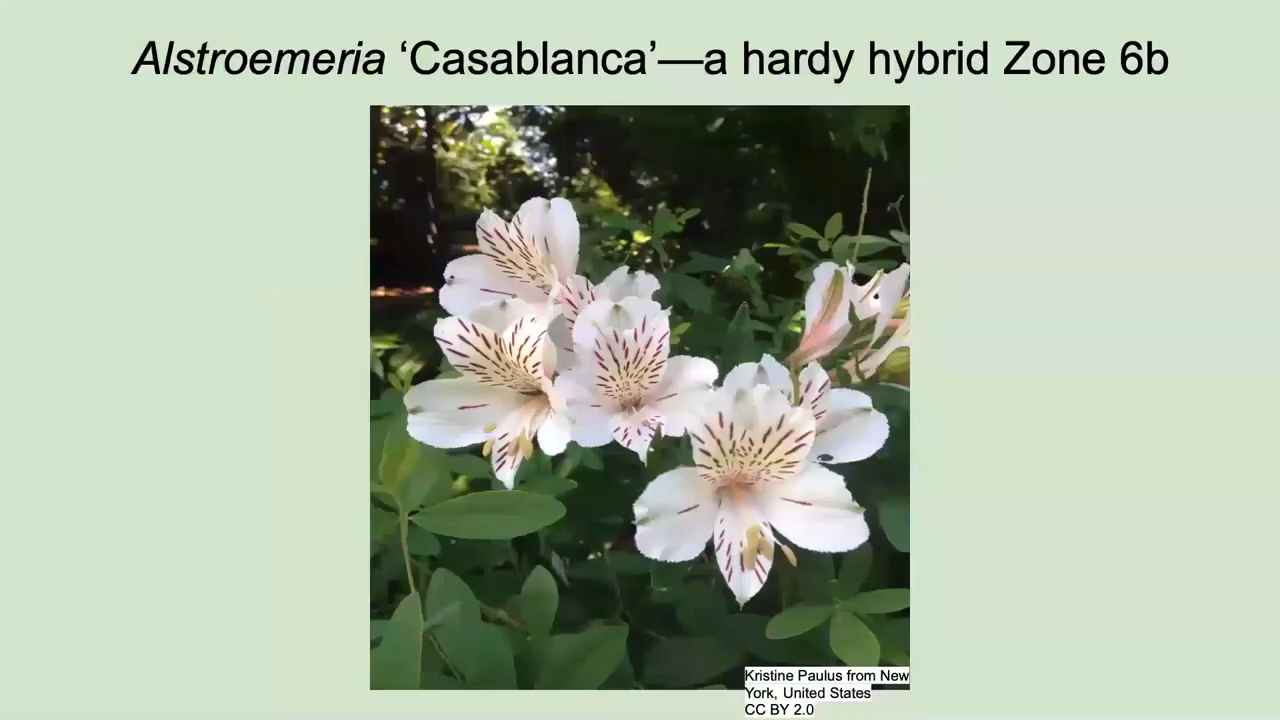 Alstroemeria ‘Casablanca’—a hardy hybrid Zone 6b
Kristine Paulus from New
York, United States
CC BY 2.0